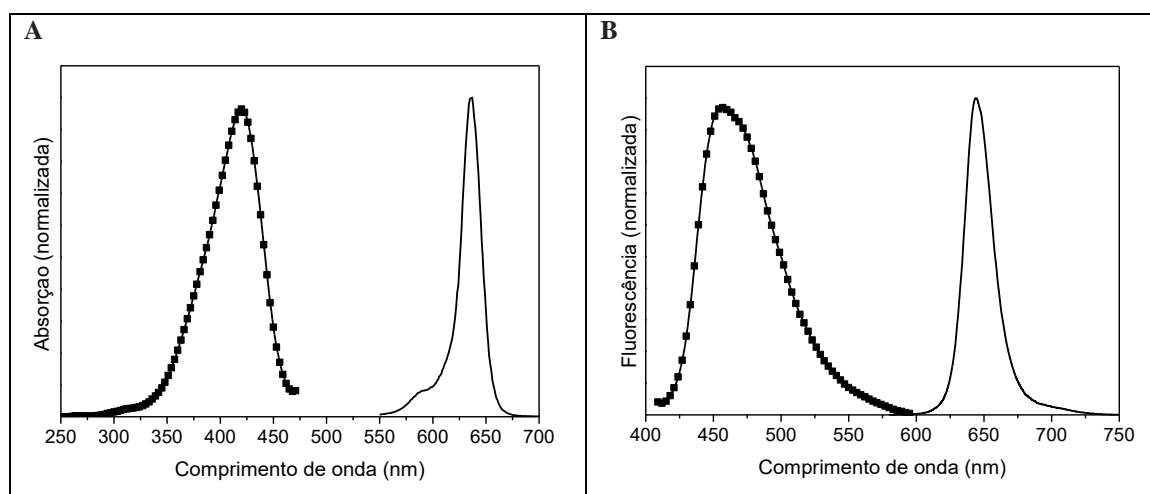 A
Absorçao (normalizada)
250 300 350 400 450 500 550 600 650 700
Comprimento de onda (nm)
B
Fluorescência (normalizada)
400 450 500 550 600 650 700 750
Comprimento de onda (nm)